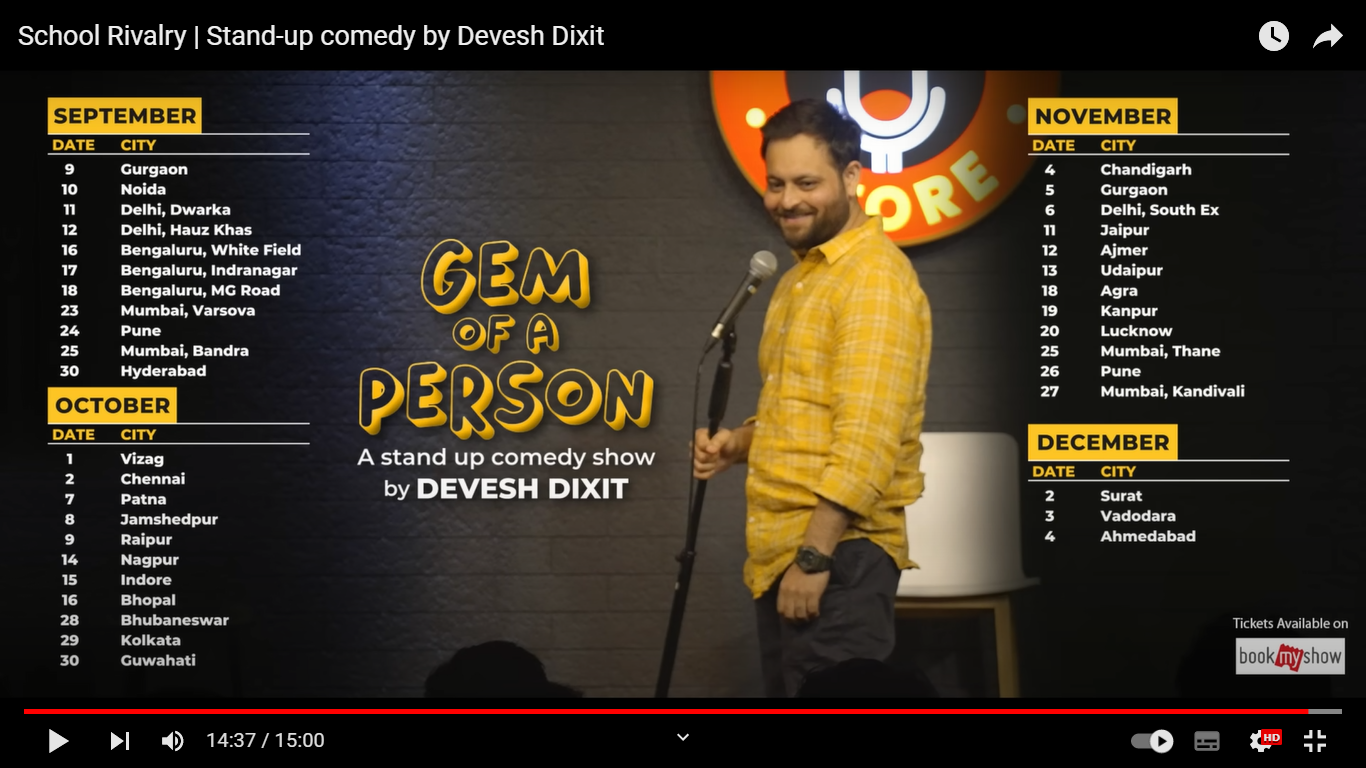 School Rivalry | Stand-up comedy by Devesh Dixit
SEPTEMBER
DATE CITY
9 Gurgaon
10 Noida
11 Delhi, Dwarka
12 Delhi, Hauz Khas
16 Bengaluru, White Field
17 Bengaluru, Indranagar
18 Bengaluru, MG Road
23 Mumbai, Varsova
24 Pune
25 Mumbai, Bandra
30 Hyderabad
OCTOBER
DATE CITY
1 Vizag
2 Chennai
7 Patna
8 Jamshedpur
9 Raipur
14 Nagpur
15 Indore
16 Bhopal
28 Bhubaneswar
29 Kolkata
30 Guwahati
GEM
OF A
PERSON
A stand up comedy show
by DEVESH DIXIT
TORE
NOVEMBER
DATE CITY
4 Chandigarh
5 Gurgaon
6 Delhi, South Ex
11 Jaipur
12 Ajmer
13 Udaipur
18 Agra
19 Kanpur
20 Lucknow
25 Mumbai, Thane
26 Pune
27 Mumbai, Kandivali
DECEMBER
DATE CITY
2 Surat
3 Vadodara
4 Ahmedabad
Tickets Available on
bookmyshow
14:37 / 15:00
HD